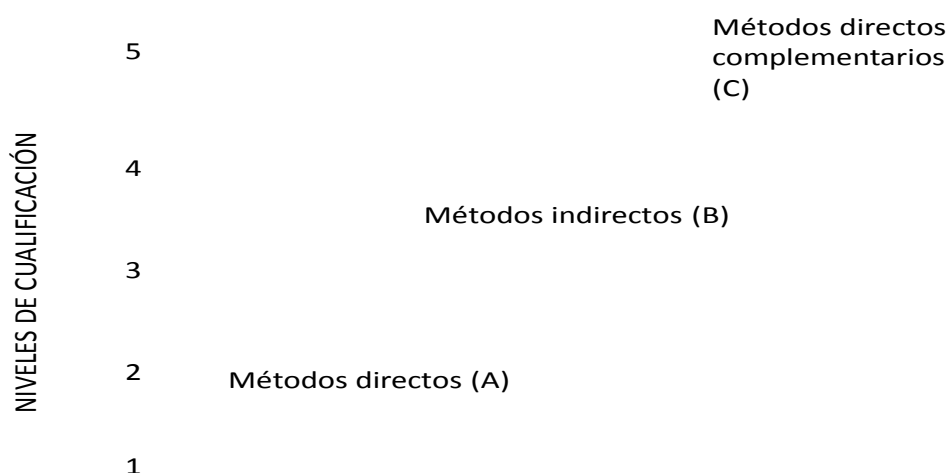 Métodos directos
complementarios
(C)
5
4
Métodos indirectos (B)
3
2
Métodos directos (A)
1
NIVELES DE CUALIFICACIÓN